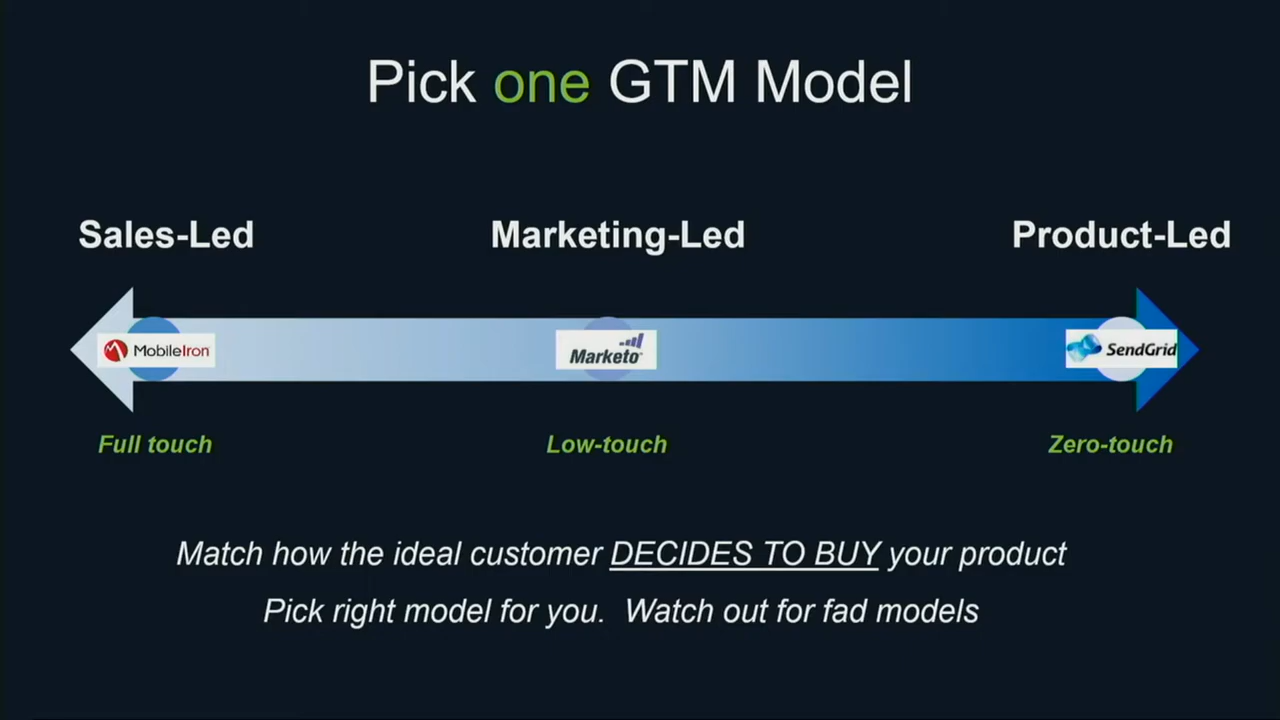 Pick one GTM Model
Sales-Led
Marketing-Led
Product-Led
MobileIron
Marketo
SendGrid
Full touch
Low-touch
Zero-touch
Match how the ideal customer DECIDES TO BUY your product
Pick right model for you. Watch out for fad models